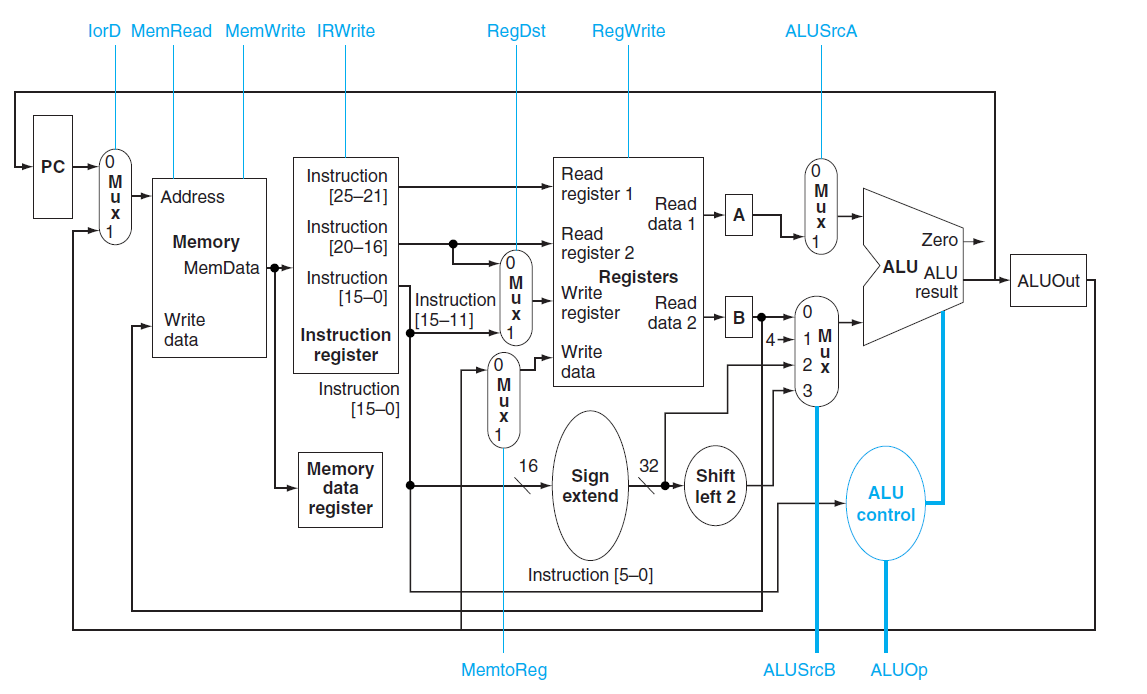 IorD MemRead MemWrite IRWrite RegDst RegWrite ALUSrcA
PC
0
M
u
x
1
Address
Memory
MemData
Write
data
Instruction
[25–21]
Instruction
[20–16]
Instruction
[15–0]
Instruction
register
Instruction
[15–0]
Memory
data
register
Instruction
[15–11]
0
M
u
x
1
0
M
u
x
1
Read
register 1
Read
register 2
Registers
Write
register
Write
data
Read
data 1
Read
data 2
A
B
4
0
M
u
x
1
0
1 M
u
2 x
3
Zero
ALU
ALU
result
ALUOut
16
Sign
extend
32
Shift
left 2
ALU
control
Instruction [5–0]
MemtoReg ALUSrcB ALUOp